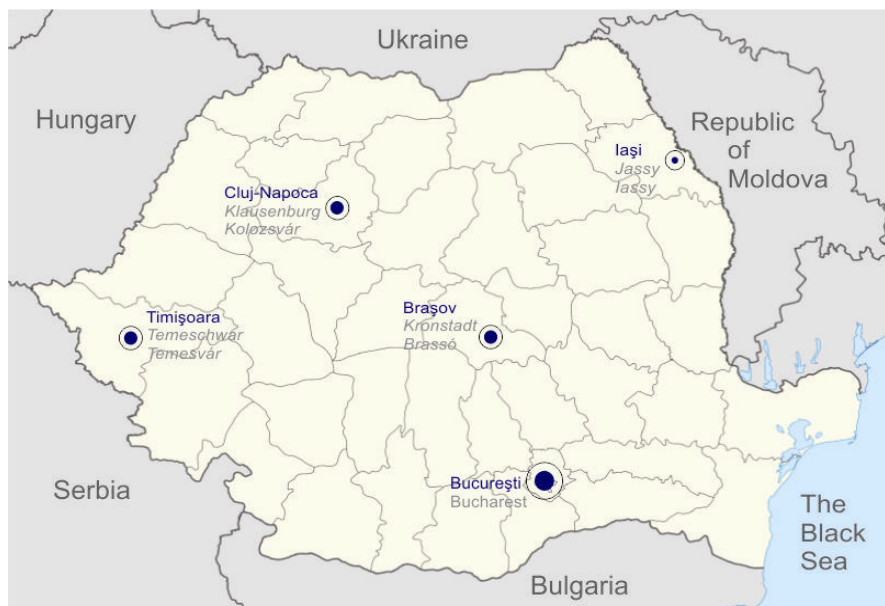 Ukraine
Hungary
Republic
of
Moldova
Iaşi
Jassy
Iassy
Cluj-Napoca
Klausenburg
Kolozsvár
Timişoara
Temeschwar
Temesvár
Braşov
Kronstadt
Brassó
Bucureşti
Bucharest
Serbia
The
Black
Sea
Bulgaria